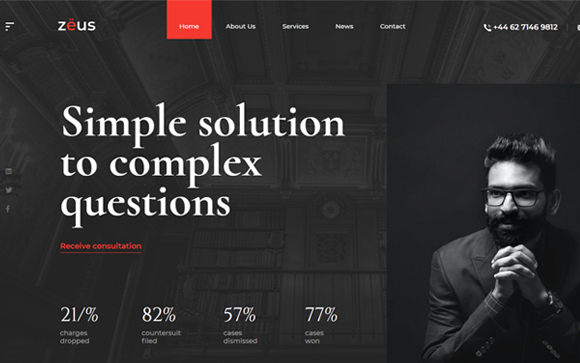 zëus
Home
About Us
Services
News
Contact
+44 62 7146 9812
Simple solution
to complex
questions
Receive consultation
21/%
82%
57%
77%
charges
dropped
countersuit
filed
cases
dismissed
cases
won